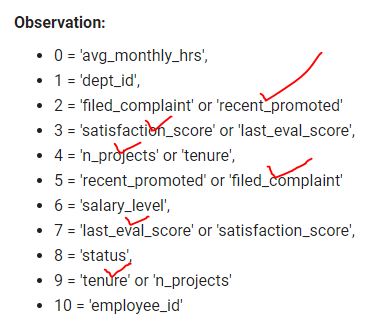 Observation:
• 0 = 'avg_monthly_hrs',
• 1 = 'dept_id',
• 2 = 'filed_complaint' or 'recent_promoted'
• 3 = 'satisfaction_score' or 'last_eval_score',
• 4 = 'n_projects' or 'tenure',
• 5 = 'recent_promoted' or 'filed_complaint'
• 6 = 'salary_level',
• 7 = 'last_eval_score' or 'satisfaction_score',
• 8 = 'status',
• 9 = 'tenure' or 'n_projects'
• 10 = 'employee_id'